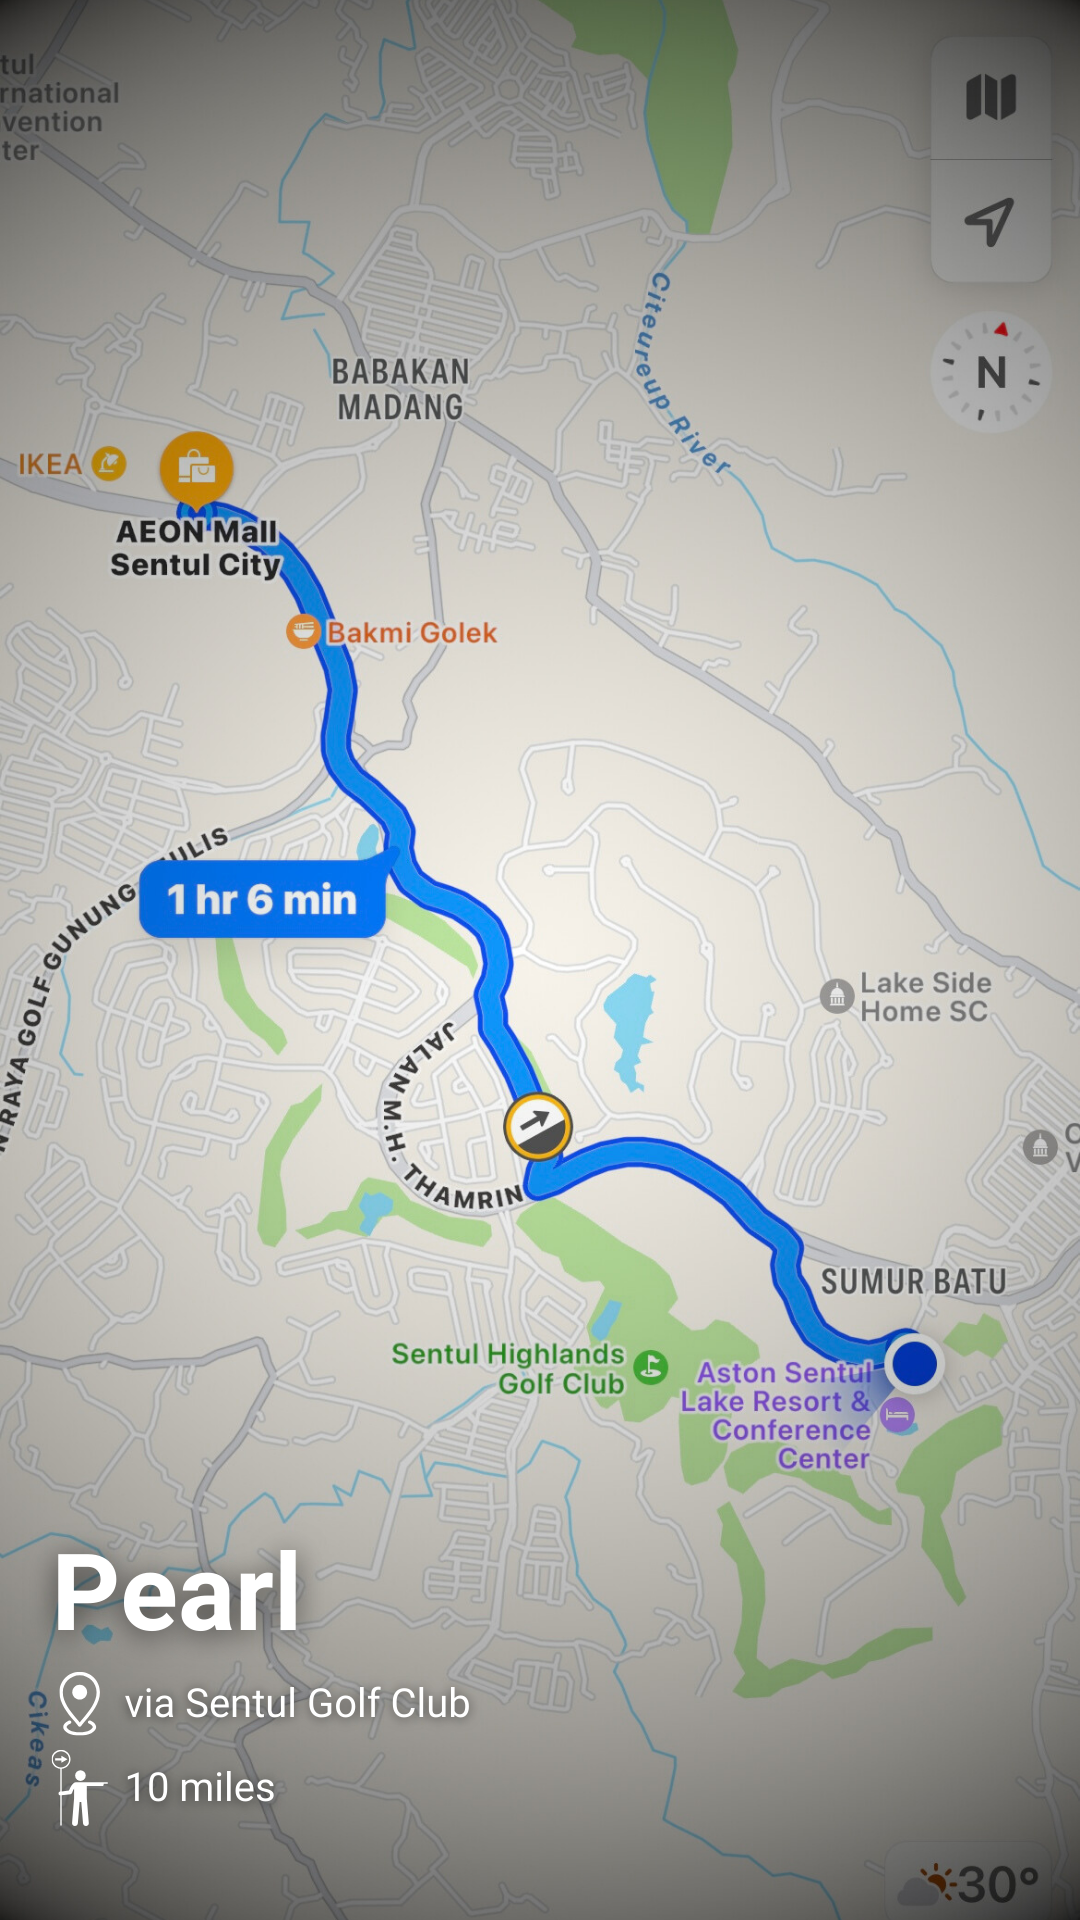 tul
rnational
vention
ter
BABAKAN
MADANG
Citeureup River
N
IKEA
AEON Mall
Sentul City
Bakmi Golek
1 hr 6 min
N RAYA GOLF GUNUNG
ULIS
Lake Side
Home SC
JALAN M.H. THAMRIN
C
V
SUMUR BATU
Sentul Highlands
Golf Club
Aston Sentul
Lake Resort &
Conference
Center
Pearl
via Sentul Golf Club
10 miles
Cikeas
30°